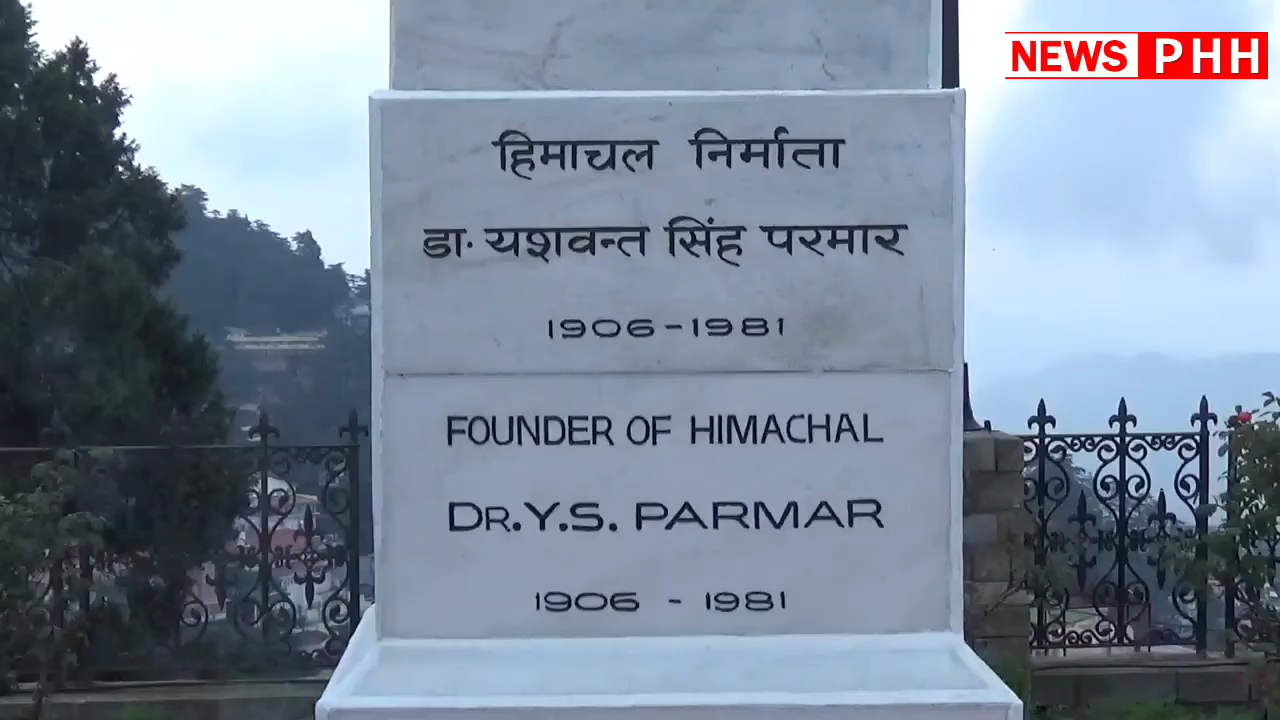 NEWS PHH
हिमाचल निर्माता
डा. यशवन्त सिंह परमार
1906-1981
FOUNDER OF HIMACHAL
DR. Y.S. PARMAR
1906 - 1981